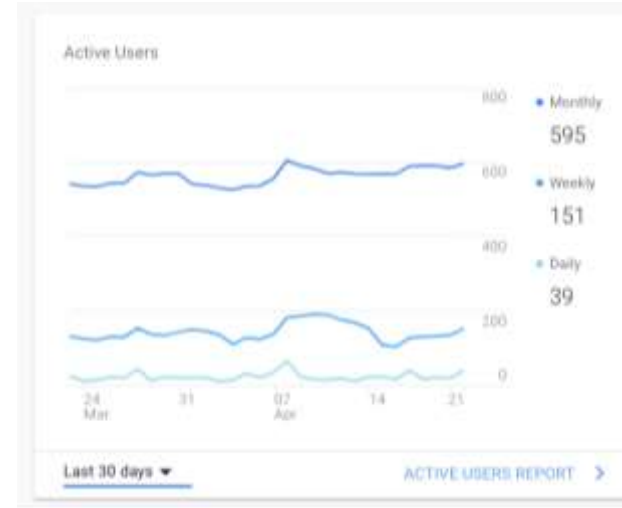 Active Users
800
Monthly
595
600
Weekly
151
400
Daily
39
200
0
24
Mar
31
07
Apr
14
21
Last 30 days
ACTIVE USERS REPORT